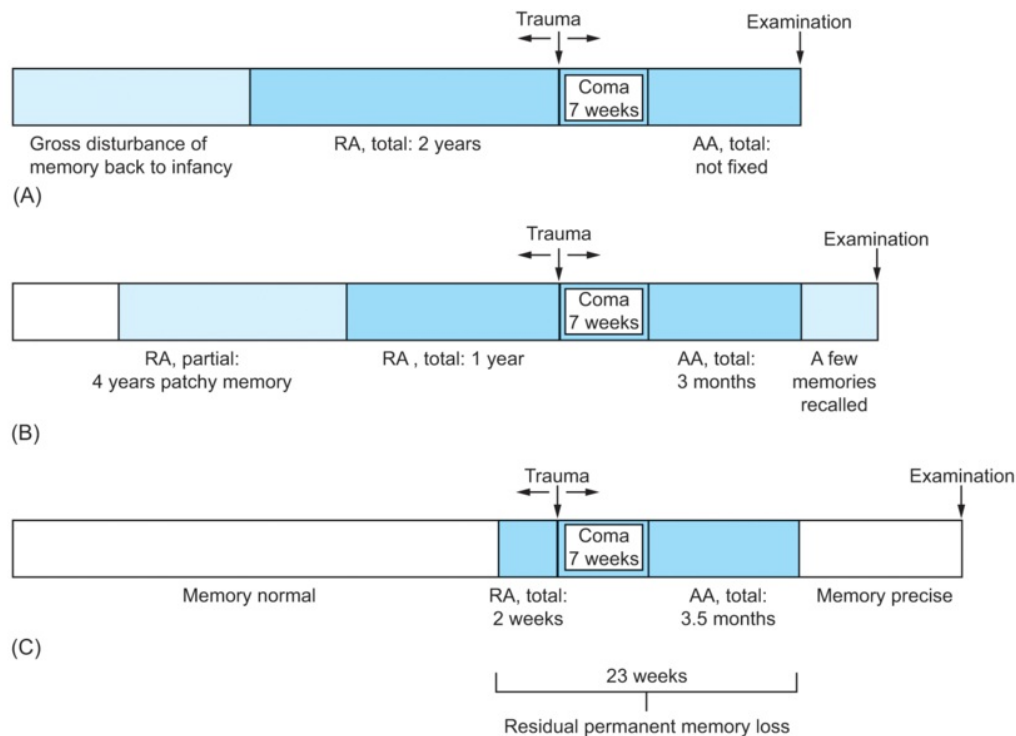 Trauma
Examination
Coma
7 weeks
Gross disturbance of
memory back to infancy
RA, total: 2 years
AA, total:
not fixed
(A)
Trauma
Examination
Coma
7 weeks
RA, partial:
4 years patchy memory
RA , total: 1 year
AA, total:
3 months
A few
memories
recalled
(B)
Trauma
Examination
Coma
7 weeks
Memory normal
RA, total:
2 weeks
AA, total:
3.5 months
Memory precise
(C)
23 weeks
Residual permanent memory loss